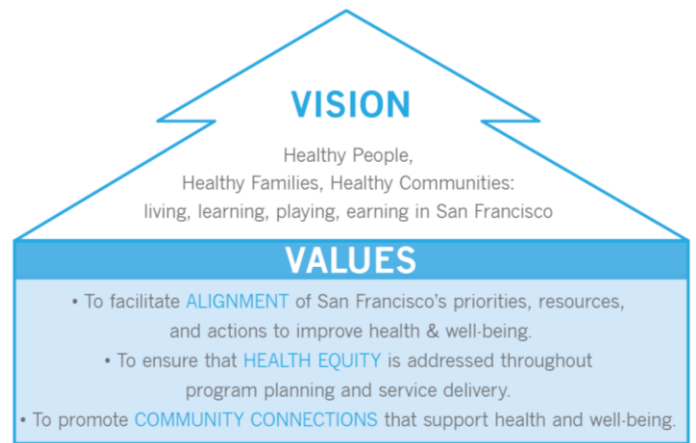 VISION
Healthy People,
Healthy Families, Healthy Communities:
living, learning, playing, earning in San Francisco
VALUES
• To facilitate ALIGNMENT of San Francisco's priorities, resources,
and actions to improve health & well-being.
• To ensure that HEALTH EQUITY is addressed throughout
program planning and service delivery.
• To promote COMMUNITY CONNECTIONS that support health and well-being.